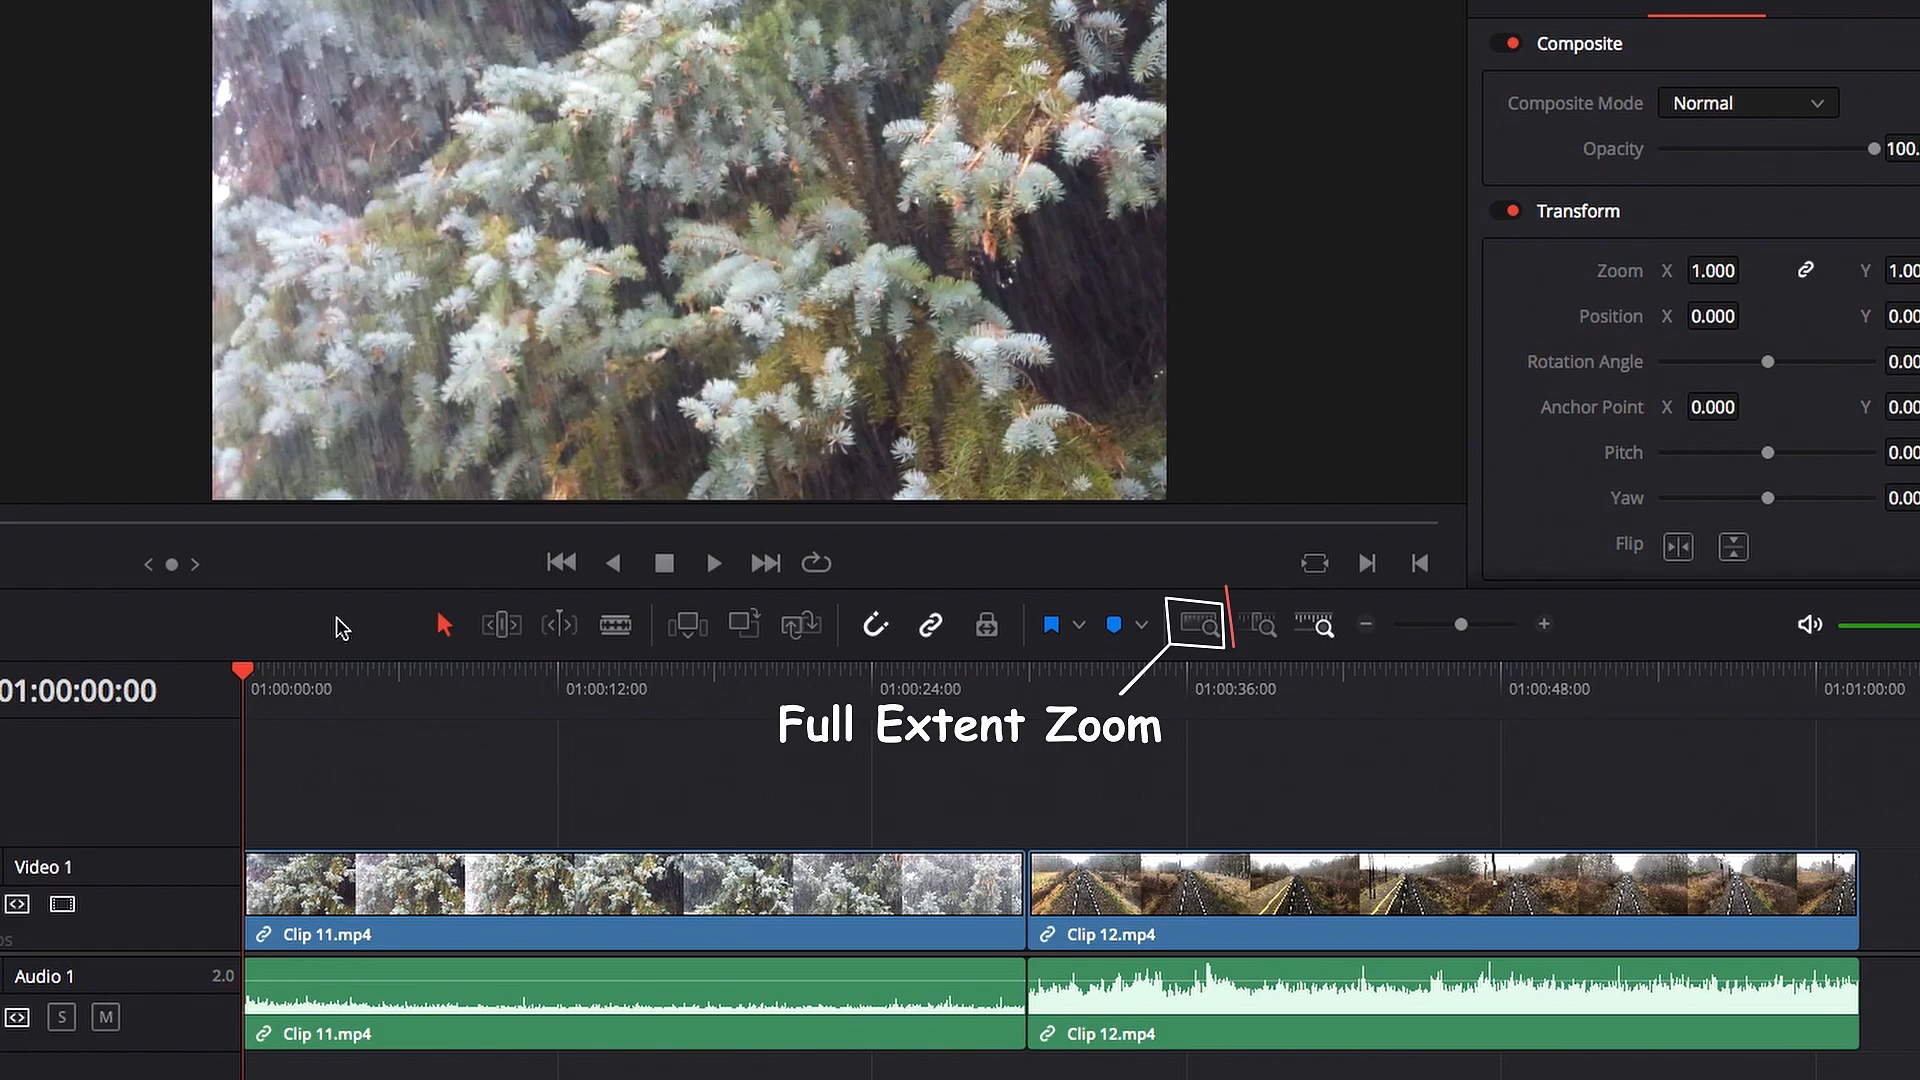 Composite
Composite Mode Normal
Opacity 100.
Transform
Zoom X 1.000 Y 1.00
Position X 0.000 Y 0.00
Rotation Angle 0.00
Anchor Point X 0.000 Y 0.00
Pitch 0.00
Yaw 0.00
Flip
01:00:00:00
01:00:00:00 01:00:12:00 01:00:24:00 01:00:36:00 01:00:48:00 01:01:00:00
Full Extent Zoom
Video 1
Clip 11.mp4 Clip 12.mp4
Audio 1 2.0
S M
Clip 11.mp4 Clip 12.mp4